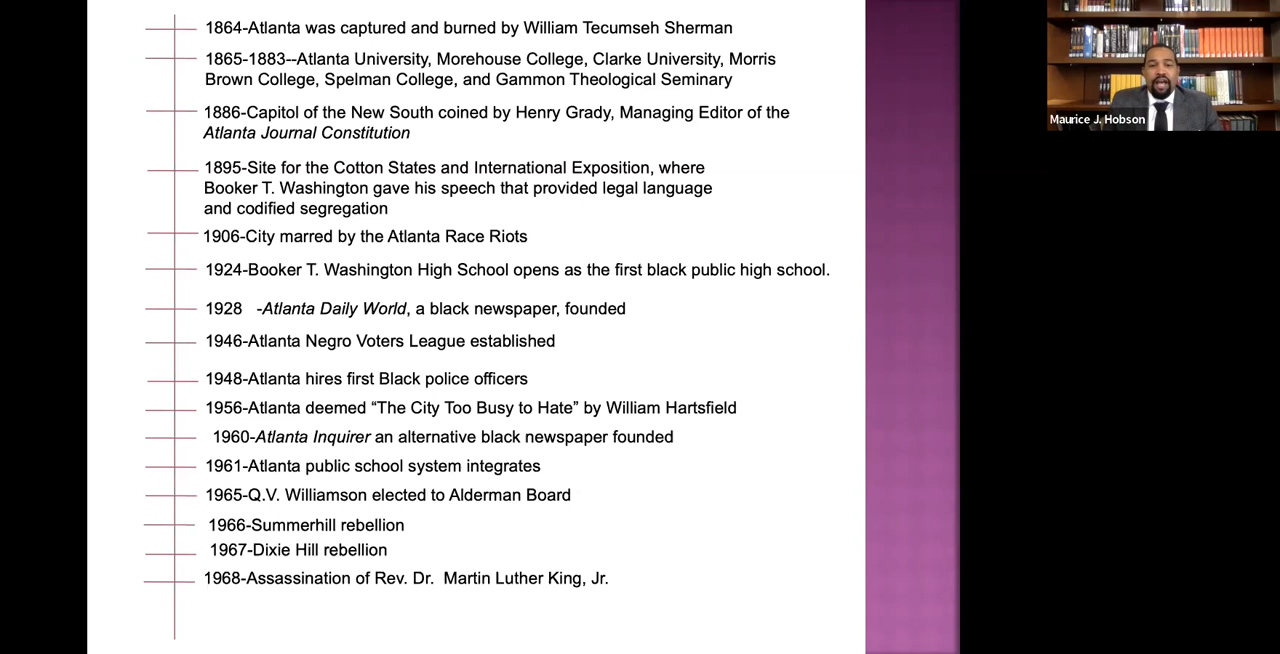 1864-Atlanta was captured and burned by William Tecumseh Sherman
1865-1883--Atlanta University, Morehouse College, Clarke University, Morris
Brown College, Spelman College, and Gammon Theological Seminary
1886-Capitol of the New South coined by Henry Grady, Managing Editor of the
Atlanta Journal Constitution
1895-Site for the Cotton States and International Exposition, where
Booker T. Washington gave his speech that provided legal language
and codified segregation
1906-City marred by the Atlanta Race Riots
1924-Booker T. Washington High School opens as the first black public high school.
1928 -Atlanta Daily World, a black newspaper, founded
1946-Atlanta Negro Voters League established
1948-Atlanta hires first Black police officers
1956-Atlanta deemed “The City Too Busy to Hate” by William Hartsfield
1960-Atlanta Inquirer an alternative black newspaper founded
1961-Atlanta public school system integrates
1965-Q.V. Williamson elected to Alderman Board
1966-Summerhill rebellion
1967-Dixie Hill rebellion
1968-Assassination of Rev. Dr. Martin Luther King, Jr.
Maurice J. Hobson